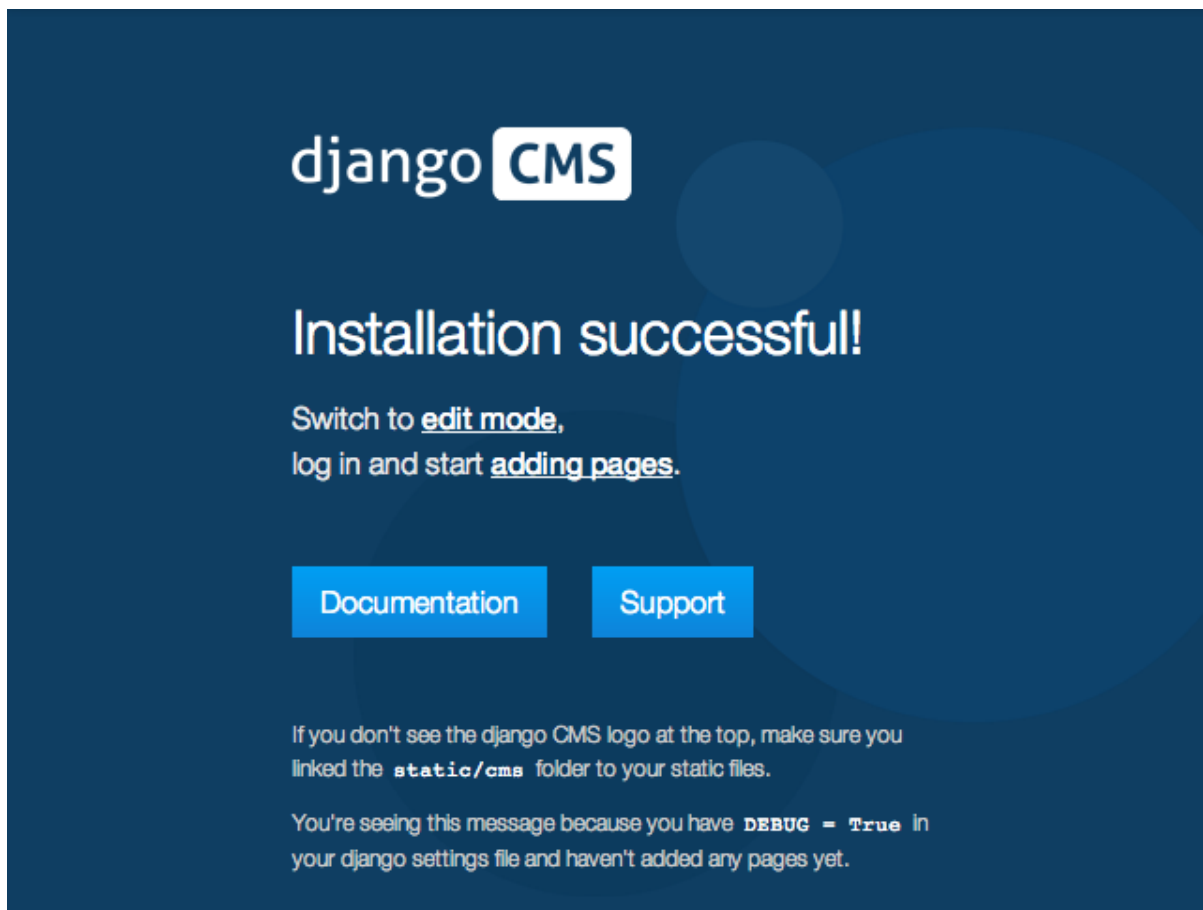 django CMS
Installation successful!
Switch to edit mode,
log in and start adding pages.
Documentation
Support
If you don't see the django CMS logo at the top, make sure you
linked the static/cms folder to your static files.
You're seeing this message because you have DEBUG = True in
your django settings file and haven't added any pages yet.